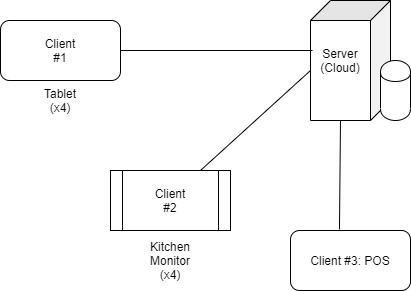 Client
#1
Tablet
(x4)
Server
(Cloud)
Client
#2
Kitchen
Monitor
(x4)
Client #3: POS